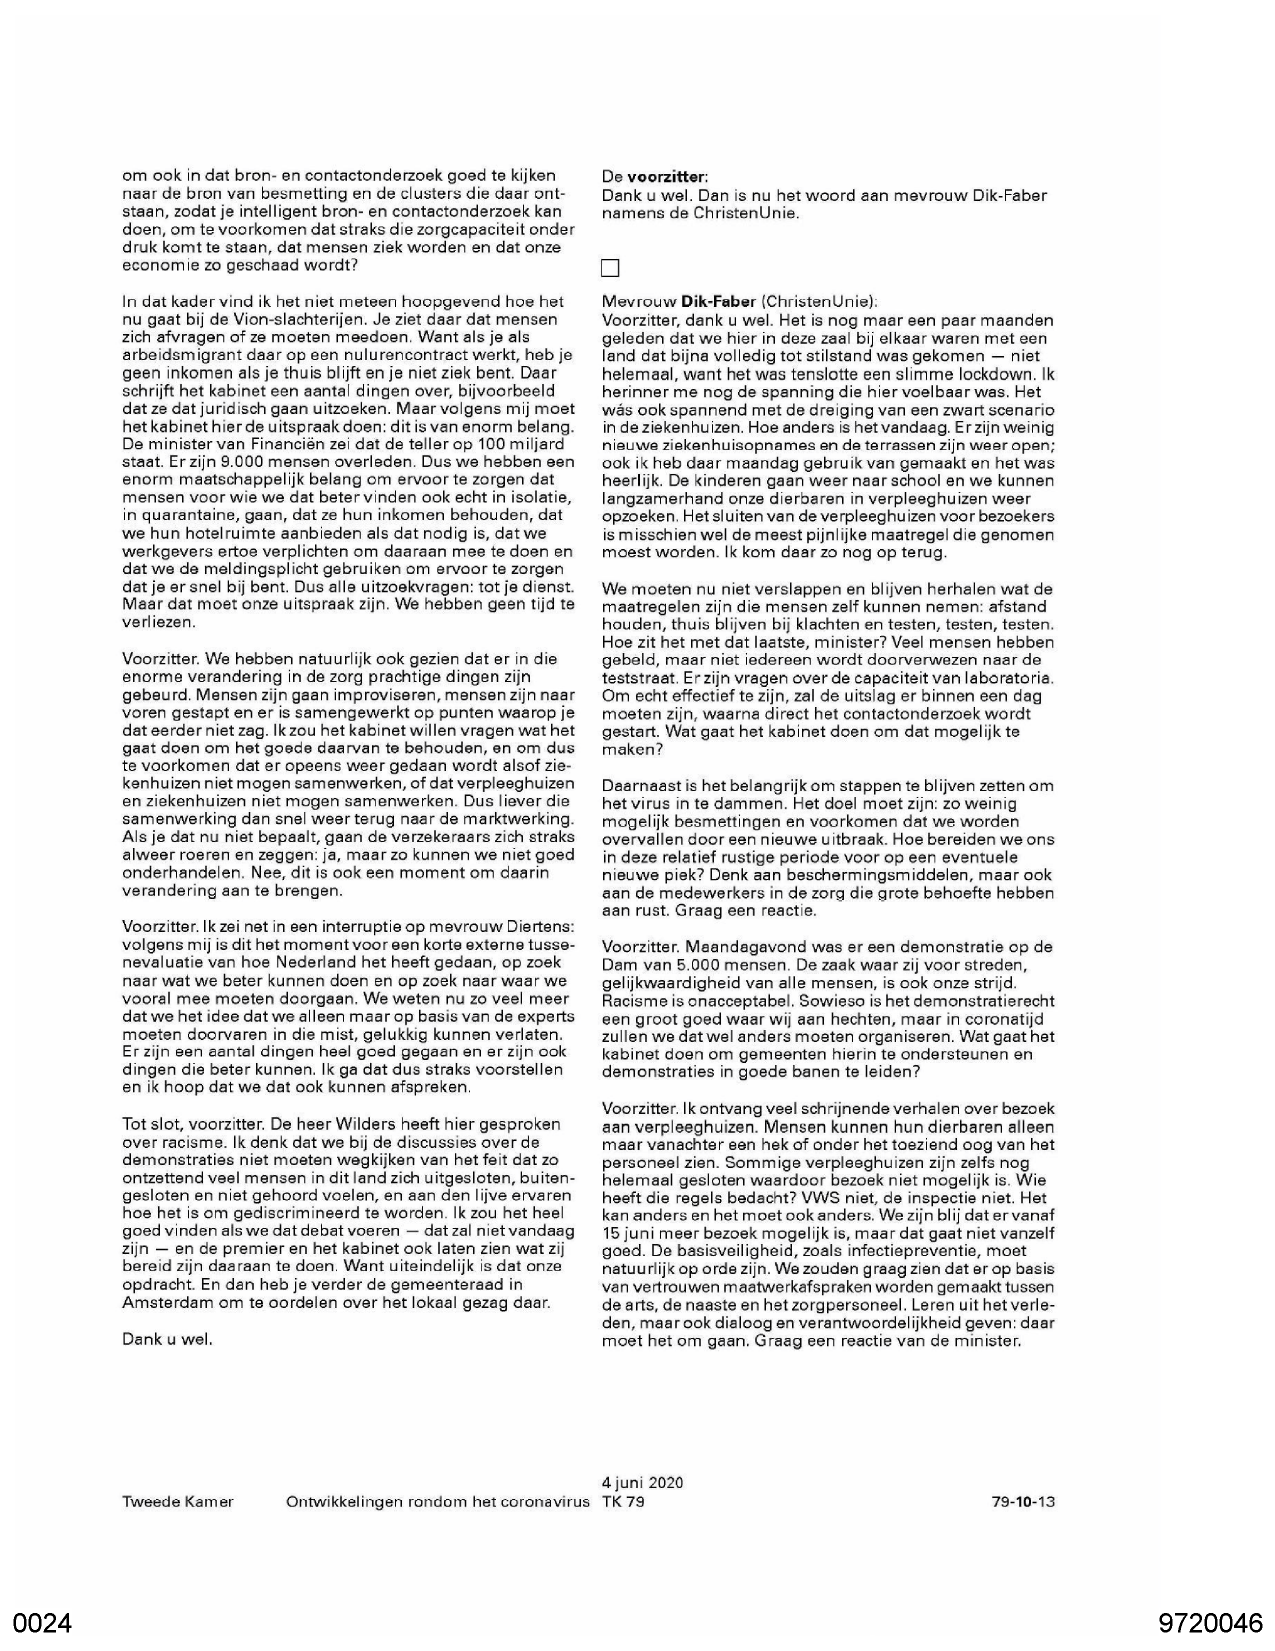 om ook in dat bron- en contactonderzoek goed te kijken
naar de bron van besmetting en de clusters die daar ont-
staan, zodat je intelligent bron- en contactonderzoek kan
doen, om te voorkomen dat straks die zorgcapaciteit onder
druk komt te staan, dat mensen ziek worden en dat onze
economie zo geschaad wordt?
In dat kader vind ik het niet meteen hoopgevend hoe het
nu gaat bij de Vion-slachterijen. Je ziet daar dat mensen
zich afvragen of ze moeten meedoen. Want als je als
arbeidsmigrant daar op een nulurencontract werkt, heb je
geen inkomen als je thuis blijft en je niet ziek bent. Daar
schrijft het kabinet een aantal dingen over, bijvoorbeeld
dat ze dat juridisch gaan uitzoeken. Maar volgens mij moet
het kabinet hier de uitspraak doen: dit is van enorm belang.
De minister van Financiën zei dat de teller op 100 miljard
staat. Er zijn 9.000 mensen overleden. Dus we hebben een
enorm maatschappelijk belang om ervoor te zorgen dat
mensen voor wie we dat beter vinden ook echt in isolatie,
in quarantaine, gaan, dat ze hun inkomen behouden, dat
we hun hotelruimte aanbieden als dat nodig is, dat we
werkgevers ertoe verplichten om daaraan mee te doen en
dat we de meldingsplicht gebruiken om ervoor te zorgen
dat je er snel bij bent. Dus alle uitzoekvragen: tot je dienst.
Maar dat moet onze uitspraak zijn. We hebben geen tijd te
verliezen.
Voorzitter. We hebben natuurlijk ook gezien dat er in die
enorme verandering in de zorg prachtige dingen zijn
gebeurd. Mensen zijn gaan improviseren, mensen zijn naar
voren gestapt en er is samengewerkt op punten waarop je
dat eerder niet zag. Ik zou het kabinet willen vragen wat het
gaat doen om het goede daarvan te behouden, en om dus
te voorkomen dat er opeens weer gedaan wordt alsof zie-
kenhuizen niet mogen samenwerken, of dat verpleeghuizen
en ziekenhuizen niet mogen samenwerken. Dus liever die
samenwerking dan snel weer terug naar de marktwerking.
Als je dat nu niet bepaalt, gaan de verzekeraars zich straks
alweer roeren en zeggen: ja, maar zo kunnen we niet goed
onderhandelen. Nee, dit is ook een moment om daarin
verandering aan te brengen.
Voorzitter. Ik zei net in een interruptie op mevrouw Diertens:
volgens mij is dit het moment voor een korte externe tusse-
nevaluatie van hoe Nederland het heeft gedaan, op zoek
naar wat we beter kunnen doen en op zoek naar waar we
vooral mee moeten doorgaan. We weten nu zo veel meer
dat we het idee dat we alleen maar op basis van de experts
moeten doorvaren in die mist, gelukkig kunnen verlaten.
Er zijn een aantal dingen heel goed gegaan en er zijn ook
dingen die beter kunnen. Ik ga dat dus straks voorstellen
en ik hoop dat we dat ook kunnen afspreken.
Tot slot, voorzitter. De heer Wilders heeft hier gesproken
over racisme. Ik denk dat we bij de discussies over de
demonstraties niet moeten wegkijken van het feit dat zo
ontzettend veel mensen in dit land zich uitgesloten, buiten-
gesloten en niet gehoord voelen, en aan den lijve ervaren
hoe het is om gediscrimineerd te worden. Ik zou het heel
goed vinden als we dat debat voeren — dat zal niet vandaag
zijn — en de premier en het kabinet ook laten zien wat zij
bereid zijn daaraan te doen. Want uiteindelijk is dat onze
opdracht. En dan heb je verder de gemeenteraad in
Amsterdam om te oordelen over het lokaal gezag daar.
Dank u wel.
De voorzitter:
Dank u wel. Dan is nu het woord aan mevrouw Dik-Faber
namens de ChristenUnie.
Mevrouw Dik-Faber (ChristenUnie):
Voorzitter, dank u wel. Het is nog maar een paar maanden
geleden dat we hier in deze zaal bij elkaar waren met een
land dat bijna volledig tot stilstand was gekomen — niet
helemaal, want het was tenslotte een slimme lockdown. Ik
herinner me nog de spanning die hier voelbaar was. Het
wás ook spannend met de dreiging van een zwart scenario
in de ziekenhuizen. Hoe anders is het vandaag. Er zijn weinig
nieuwe ziekenhuisopnames en de terrassen zijn weer open;
ook ik heb daar maandag gebruik van gemaakt en het was
heerlijk. De kinderen gaan weer naar school en we kunnen
langzamerhand onze dierbaren in verpleeghuizen weer
opzoeken. Het sluiten van de verpleeghuizen voor bezoekers
is misschien wel de meest pijnlijke maatregel die genomen
moest worden. Ik kom daar zo nog op terug.
We moeten nu niet verslappen en blijven herhalen wat de
maatregelen zijn die mensen zelf kunnen nemen: afstand
houden, thuis blijven bij klachten en testen, testen, testen.
Hoe zit het met dat laatste, minister? Veel mensen hebben
gebeld, maar niet iedereen wordt doorverwezen naar de
teststraat. Er zijn vragen over de capaciteit van laboratoria.
Om echt effectief te zijn, zal de uitslag er binnen een dag
moeten zijn, waarna direct het contactonderzoek wordt
gestart. Wat gaat het kabinet doen om dat mogelijk te
maken?
Daarnaast is het belangrijk om stappen te blijven zetten om
het virus in te dammen. Het doel moet zijn: zo weinig
mogelijk besmettingen en voorkomen dat we worden
overvallen door een nieuwe uitbraak. Hoe bereiden we ons
in deze relatief rustige periode voor op een eventuele
nieuwe piek? Denk aan beschermingsmiddelen, maar ook
aan de medewerkers in de zorg die grote behoefte hebben
aan rust. Graag een reactie.
Voorzitter. Maandagavond was er een demonstratie op de
Dam van 5.000 mensen. De zaak waar zij voor streden,
gelijkwaardigheid van alle mensen, is ook onze strijd.
Racisme is onacceptabel. Sowieso is het demonstratierecht
een groot goed waar wij aan hechten, maar in coronatijd
zullen we dat wel anders moeten organiseren. Wat gaat het
kabinet doen om gemeenten hierin te ondersteunen en
demonstraties in goede banen te leiden?
Voorzitter. Ik ontvang veel schrijnende verhalen over bezoek
aan verpleeghuizen. Mensen kunnen hun dierbaren alleen
maar vanachter een hek of onder het toeziend oog van het
personeel zien. Sommige verpleeghuizen zijn zelfs nog
helemaal gesloten waardoor bezoek niet mogelijk is. Wie
heeft die regels bedacht? VWS niet, de inspectie niet. Het
kan anders en het moet ook anders. We zijn blij dat er vanaf
15 juni meer bezoek mogelijk is, maar dat gaat niet vanzelf
goed. De basisveiligheid, zoals infectiepreventie, moet
natuurlijk op orde zijn. We zouden graag zien dat er op basis
van vertrouwen maatwerkafspraken worden gemaakt tussen
de arts, de naaste en het zorgpersoneel. Leren uit het verle-
den, maar ook dialoog en verantwoordelijkheid geven: daar
moet het om gaan. Graag een reactie van de minister.
4 juni 2020
Tweede Kamer Ontwikkelingen rondom het coronavirus TK 79 79-10-13
0024 9720046